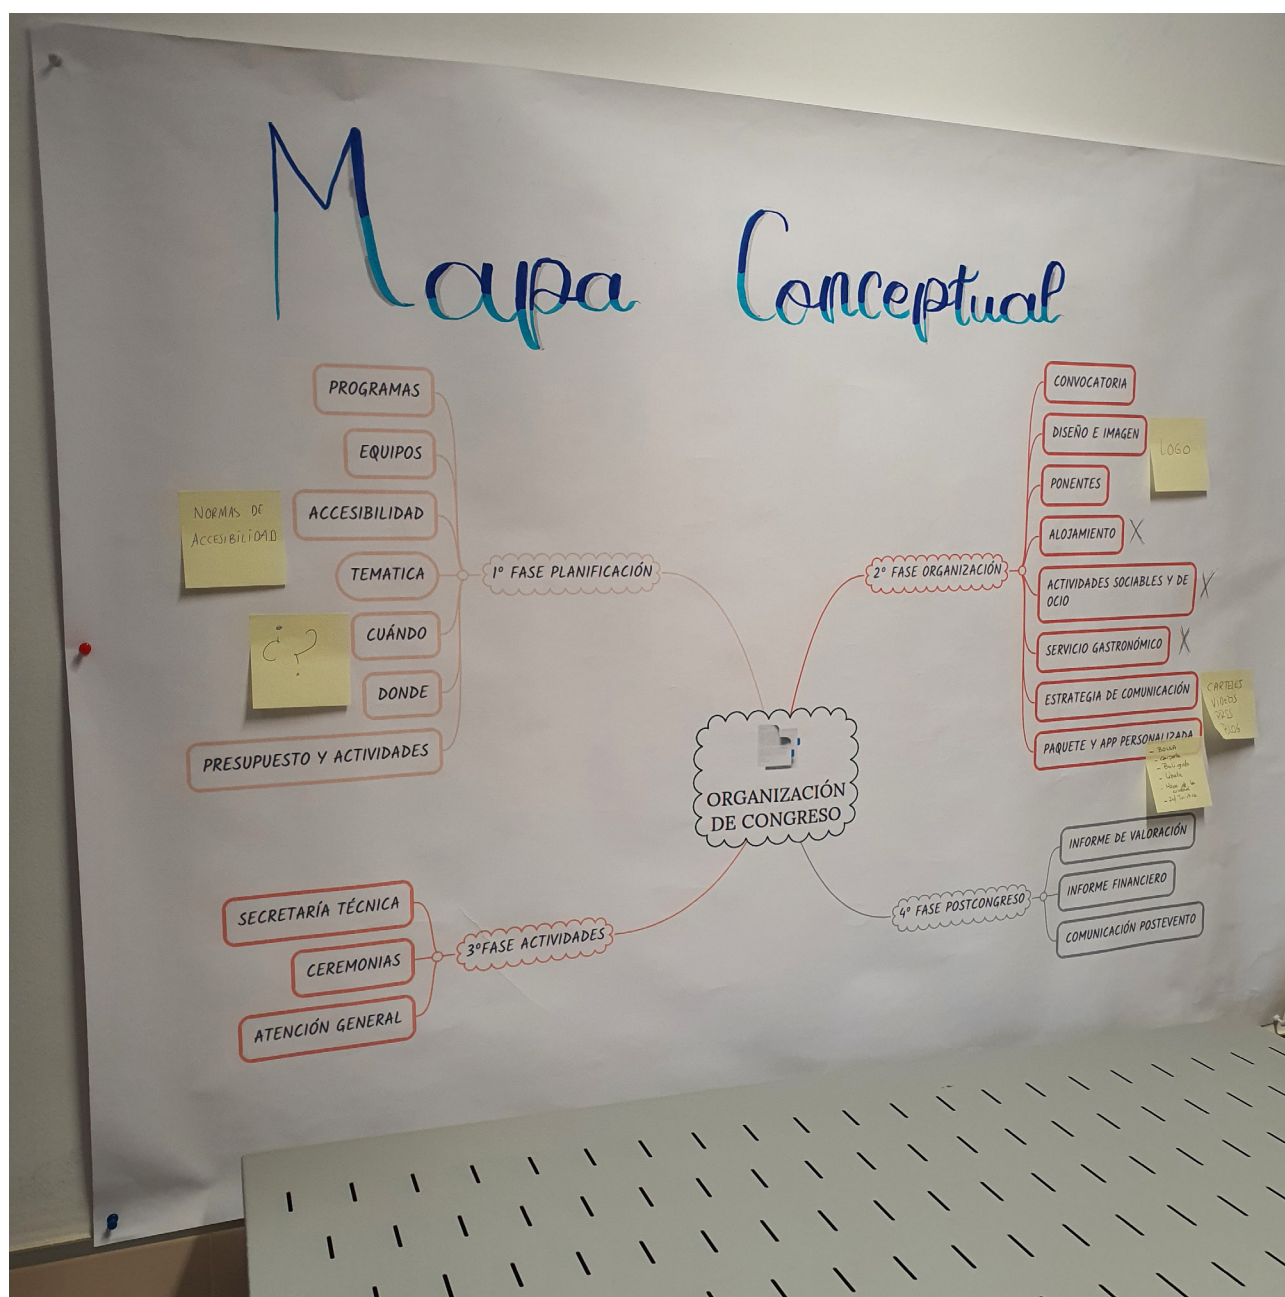 Mapa Conceptual
PROGRAMAS
EQUIPOS
ACCESIBILIDAD
NORMAS DE
ACCESIBILIDAD
TEMATICA
CUÁNDO
¿?
DONDE
PRESUPUESTO Y ACTIVIDADES
1º FASE PLANIFICACIÓN
2º FASE ORGANIZACIÓN
CONVOCATORIA
DISEÑO E IMAGEN
LOGO
PONENTES
ALOJAMIENTO X
ACTIVIDADES SOCIABLES Y DE X
OCIO
SERVICIO GASTRONÓMICO X
ESTRATEGIA DE COMUNICACIÓN
CARTELES
VIDEOS
PAQUETE Y APP PERSONALIZADA
- BOLSA
ORGANIZACIÓN
DE CONGRESO
SECRETARÍA TÉCNICA
CEREMONIAS
ATENCIÓN GENERAL
3ºFASE ACTIVIDADES
4º FASE POSTCONGRESO
INFORME DE VALORACIÓN
INFORME FINANCIERO
COMUNICACIÓN POSTEVENTO